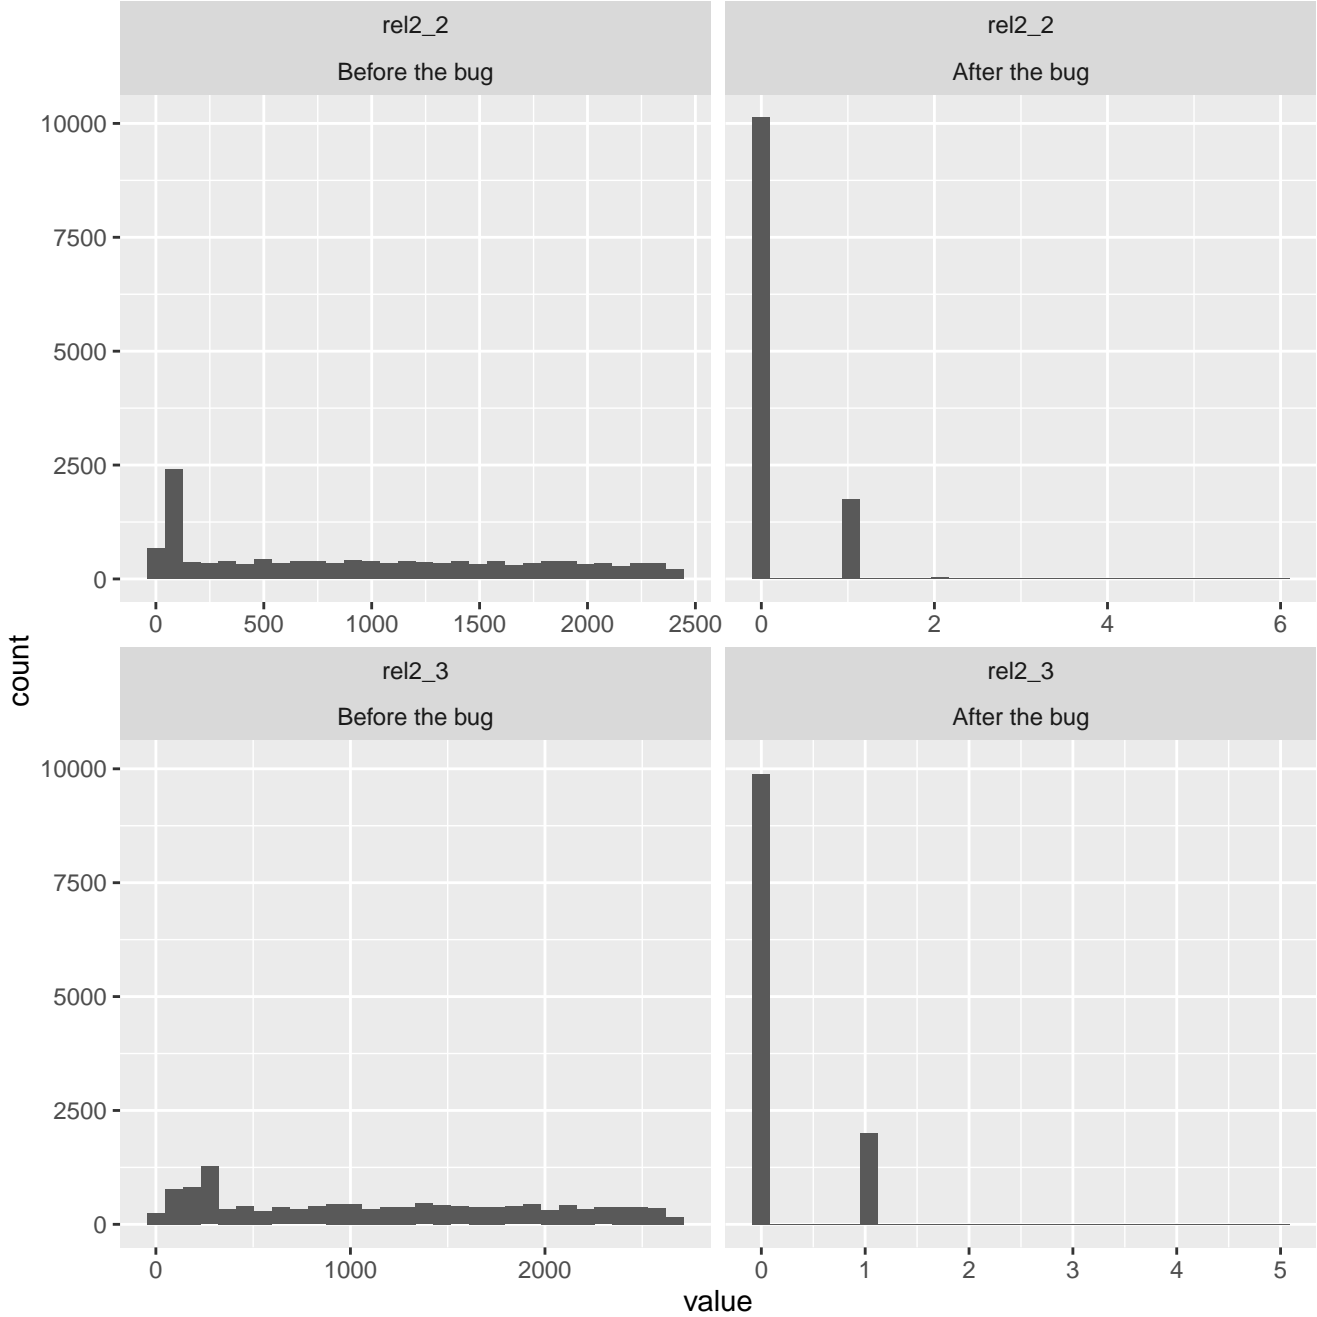 rel2_2
Before the bug
rel2_2
After the bug
10000
7500
5000
2500
0
0 500 1000 1500 2000 2500
0 2 4 6
count
rel2_3
Before the bug
rel2_3
After the bug
10000
7500
5000
2500
0
0 1000 2000
0 1 2 3 4 5
value